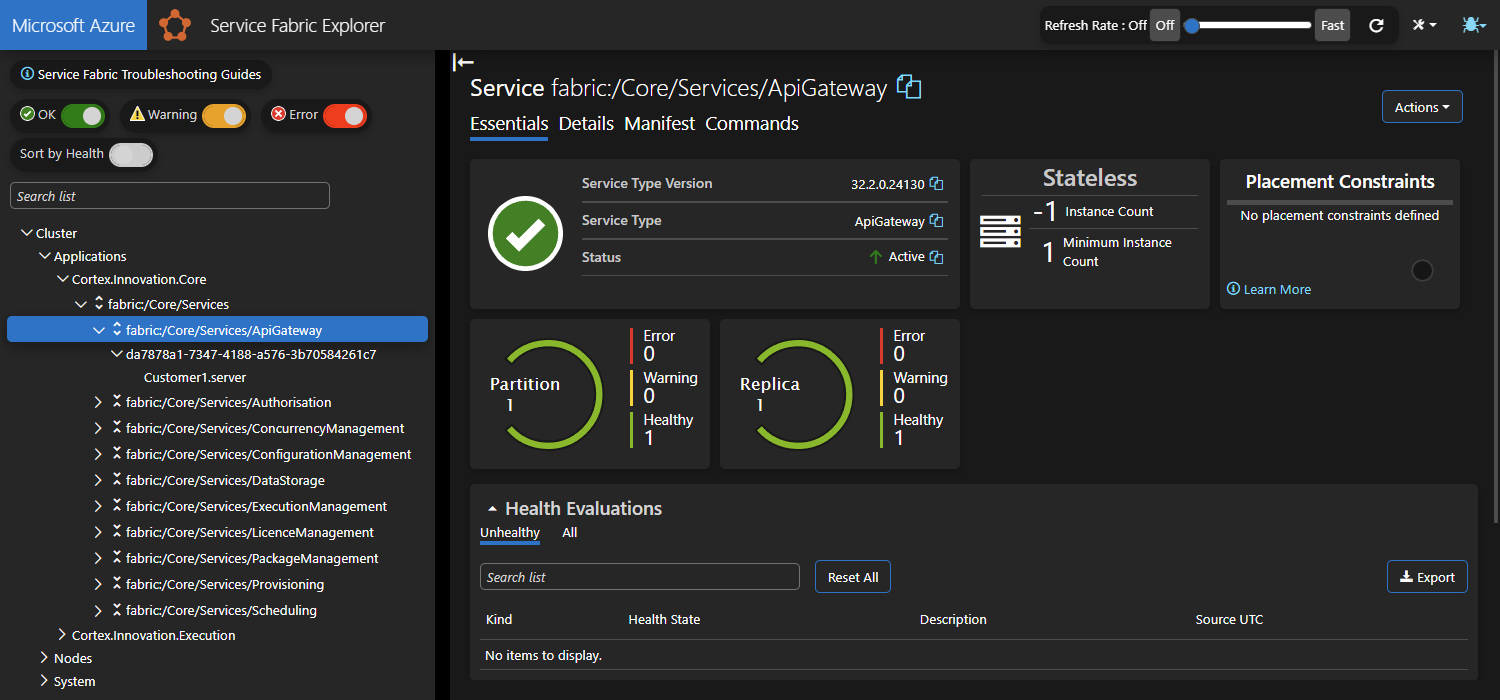 Microsoft Azure
Service Fabric Explorer
Refresh Rate : Off Off Fast
Service Fabric Troubleshooting Guides
OK Warning Error
Sort by Health
Search list
Cluster
Applications
Cortex.Innovation.Core
fabric:/Core/Services
fabric:/Core/Services/ApiGateway
da7878a1-7347-4188-a576-3b70584261c7
Customer1.server
fabric:/Core/Services/Authorisation
fabric:/Core/Services/ConcurrencyManagement
fabric:/Core/Services/ConfigurationManagement
fabric:/Core/Services/DataStorage
fabric:/Core/Services/ExecutionManagement
fabric:/Core/Services/LicenceManagement
fabric:/Core/Services/PackageManagement
fabric:/Core/Services/Provisioning
fabric:/Core/Services/Scheduling
Cortex.Innovation.Execution
Nodes
System
Service fabric:/Core/Services/ApiGateway
Actions
Essentials Details Manifest Commands
Service Type Version 32.2.0.24130
Service Type ApiGateway
Status Active
Stateless
-1 Instance Count
1 Minimum Instance
Count
Placement Constraints
No placement constraints defined
Learn More
Partition
1
Error
0
Warning
0
Healthy
1
Replica
1
Error
0
Warning
0
Healthy
1
Health Evaluations
Unhealthy All
Search list Reset All Export
Kind Health State Description Source UTC
No items to display.